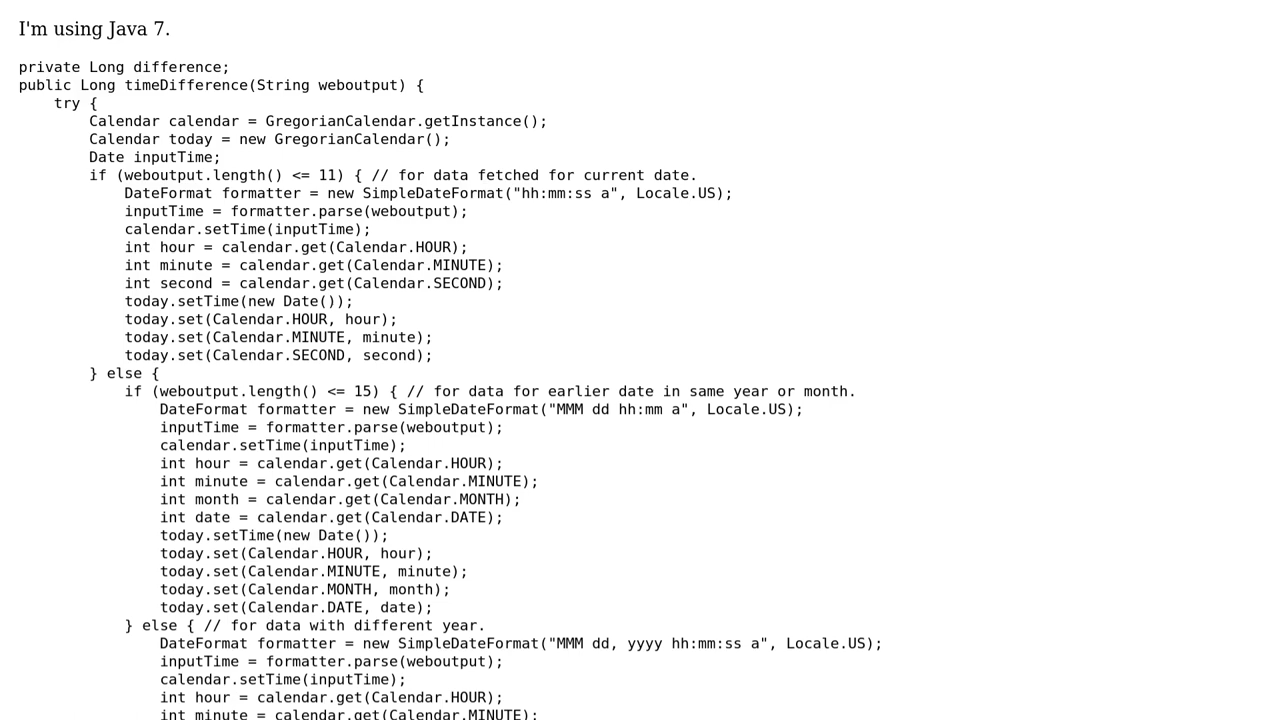 I'm using Java 7.
private Long difference;
public Long timeDifference(String weboutput) {
    try {
        Calendar calendar = GregorianCalendar.getInstance();
        Calendar today = new GregorianCalendar();
        Date inputTime;
        if (weboutput.length() <= 11) { // for data fetched for current date.
            DateFormat formatter = new SimpleDateFormat("hh:mm:ss a", Locale.US);
            inputTime = formatter.parse(weboutput);
            calendar.setTime(inputTime);
            int hour = calendar.get(Calendar.HOUR);
            int minute = calendar.get(Calendar.MINUTE);
            int second = calendar.get(Calendar.SECOND);
            today.setTime(new Date());
            today.set(Calendar.HOUR, hour);
            today.set(Calendar.MINUTE, minute);
            today.set(Calendar.SECOND, second);
        } else {
            if (weboutput.length() <= 15) { // for data for earlier date in same year or month.
                DateFormat formatter = new SimpleDateFormat("MMM dd hh:mm a", Locale.US);
                inputTime = formatter.parse(weboutput);
                calendar.setTime(inputTime);
                int hour = calendar.get(Calendar.HOUR);
                int minute = calendar.get(Calendar.MINUTE);
                int month = calendar.get(Calendar.MONTH);
                int date = calendar.get(Calendar.DATE);
                today.setTime(new Date());
                today.set(Calendar.HOUR, hour);
                today.set(Calendar.MINUTE, minute);
                today.set(Calendar.MONTH, month);
                today.set(Calendar.DATE, date);
            } else { // for data with different year.
                DateFormat formatter = new SimpleDateFormat("MMM dd, yyyy hh:mm:ss a", Locale.US);
                inputTime = formatter.parse(weboutput);
                calendar.setTime(inputTime);
                int hour = calendar.get(Calendar.HOUR);
                int minute = calendar.get(Calendar.MINUTE);